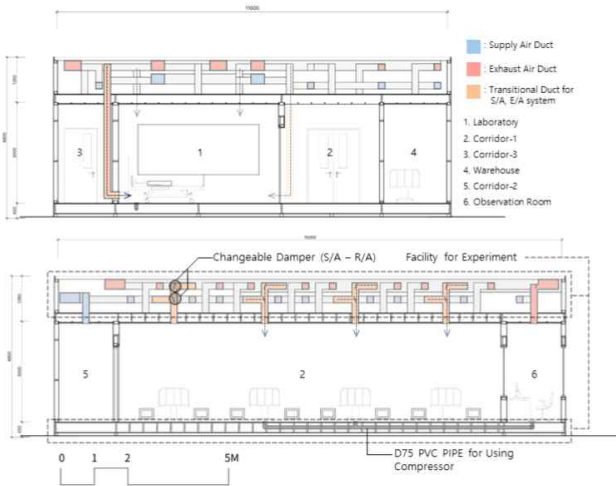 11600
: Supply Air Duct
: Exhaust Air Duct
: Transitional Duct for
S/A, E/A system
1. Laboratoty
2. Corridor-1
3. Corridor-3
4. Warehouse
5. Corridor-2
6. Observation Room
3
1
2
4
Changeable Damper (S/A – R/A)
Facility for Experiment
5
2
6
D75 PVC PIPE for Using
Compressor
0 1 2 5M